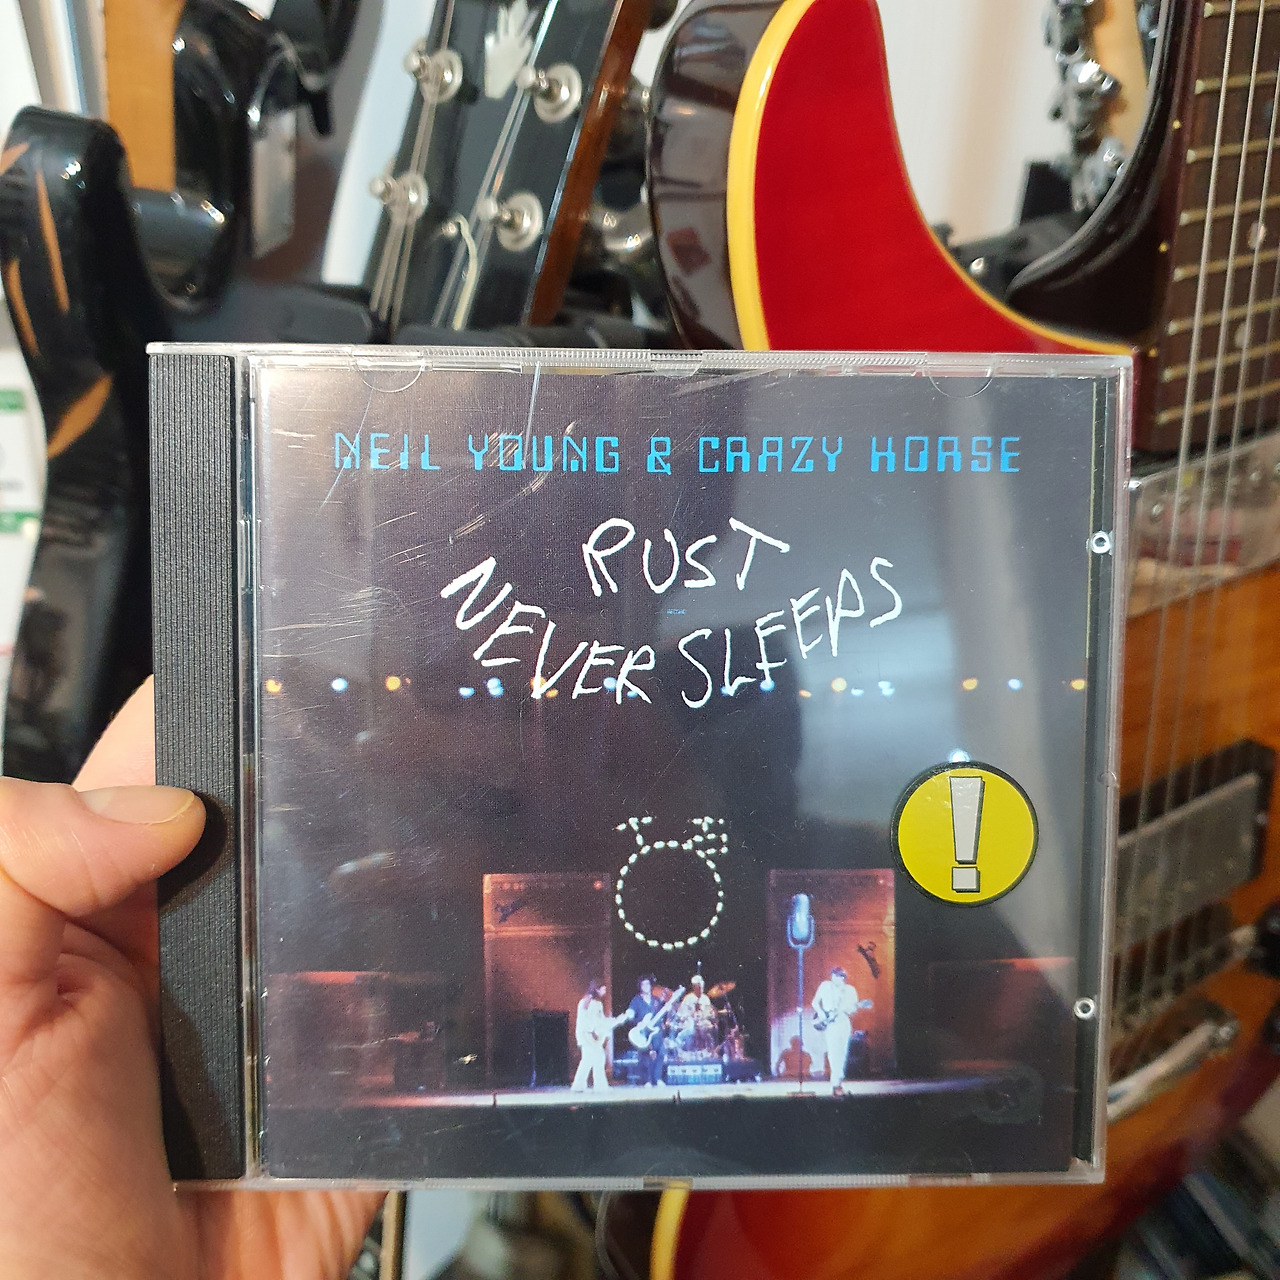 NEIL YOUNG & CRAZY HORSE
RUST
NEVER SLEEPS
!